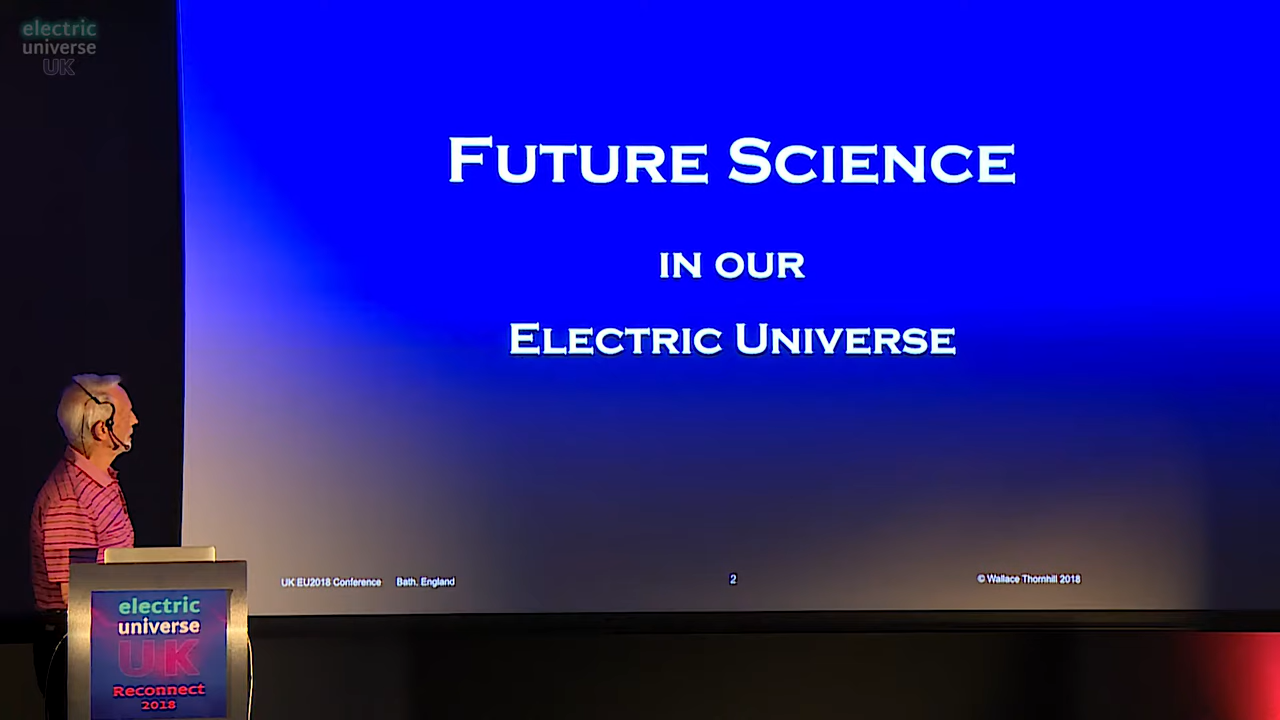 electric
universe
UK
FUTURE SCIENCE
IN OUR
ELECTRIC UNIVERSE
UK EU2018 Conference Bath, England
2
© Wallace Thornhill 2018
electric
universe
UK
Reconnect
2018